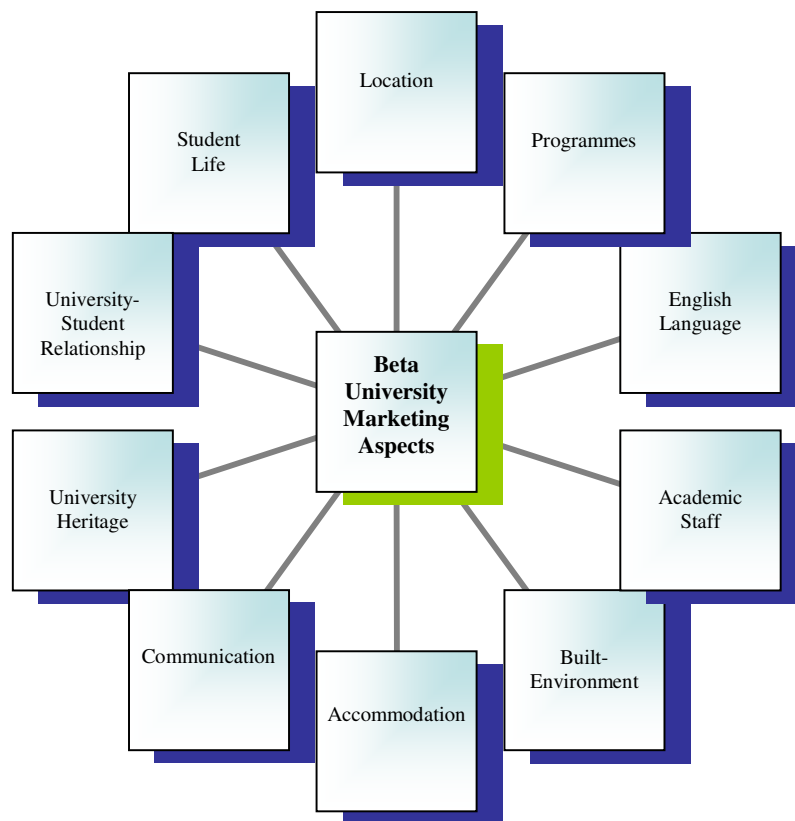 Location
Programmes
English
Language
Academic
Staff
Built-
Environment
Accommodation
Communication
University
Heritage
University-
Student
Relationship
Student
Life
Beta
University
Marketing
Aspects